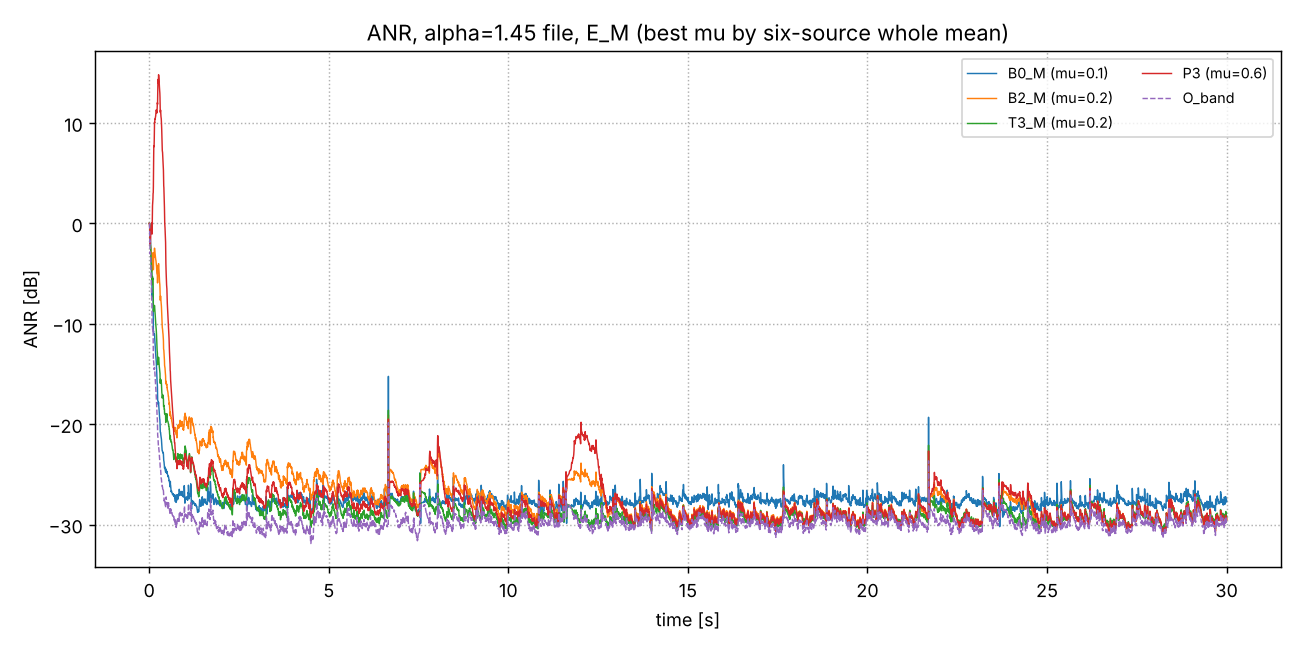 ANR, alpha=1.45 file, E_M (best mu by six-source whole mean)
B0_M (mu=0.1)
B2_M (mu=0.2)
T3_M (mu=0.2)
P3 (mu=0.6)
O_band
ANR [dB]
10
0
−10
−20
−30
0 5 10 15 20 25 30
time [s]